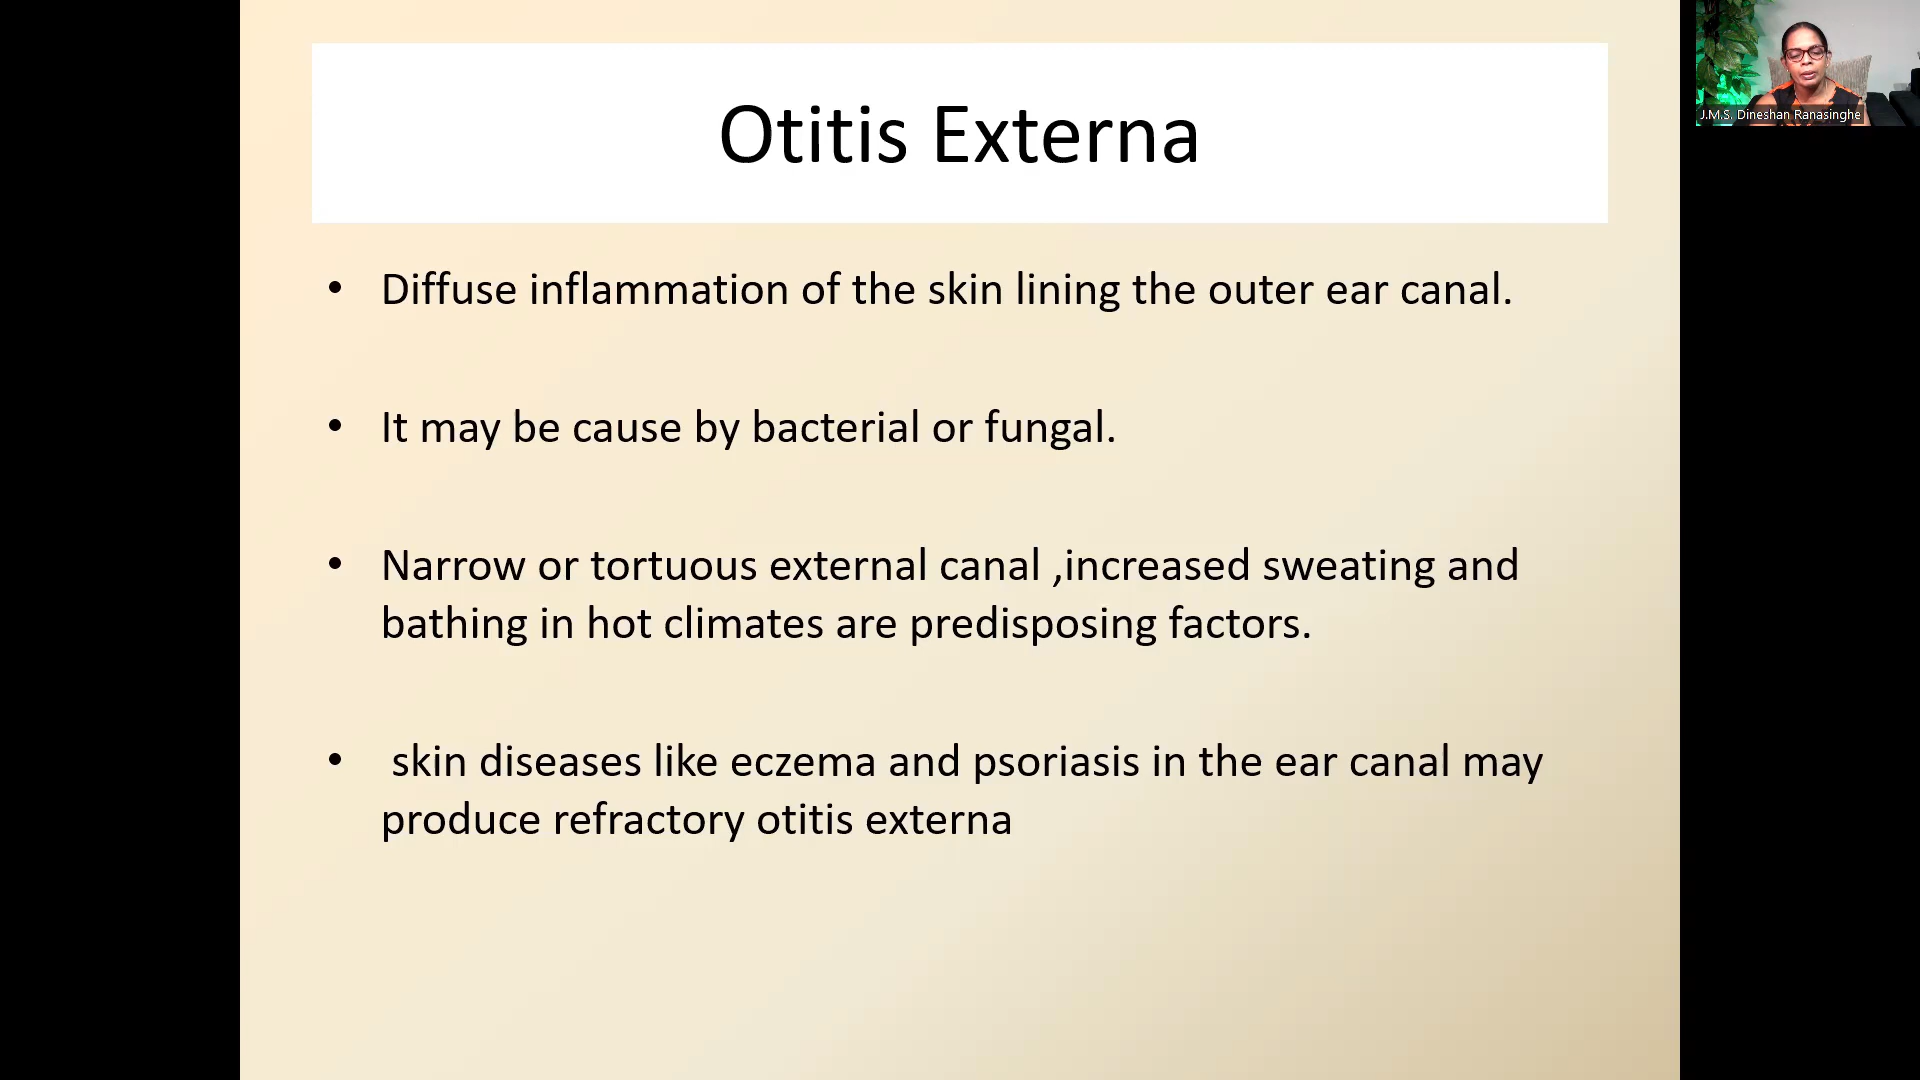 Otitis Externa
• Diffuse inflammation of the skin lining the outer ear canal.
• It may be cause by bacterial or fungal.
• Narrow or tortuous external canal ,increased sweating and
bathing in hot climates are predisposing factors.
• skin diseases like eczema and psoriasis in the ear canal may
produce refractory otitis externa
J.M.S. Dineshan Ranasinghe